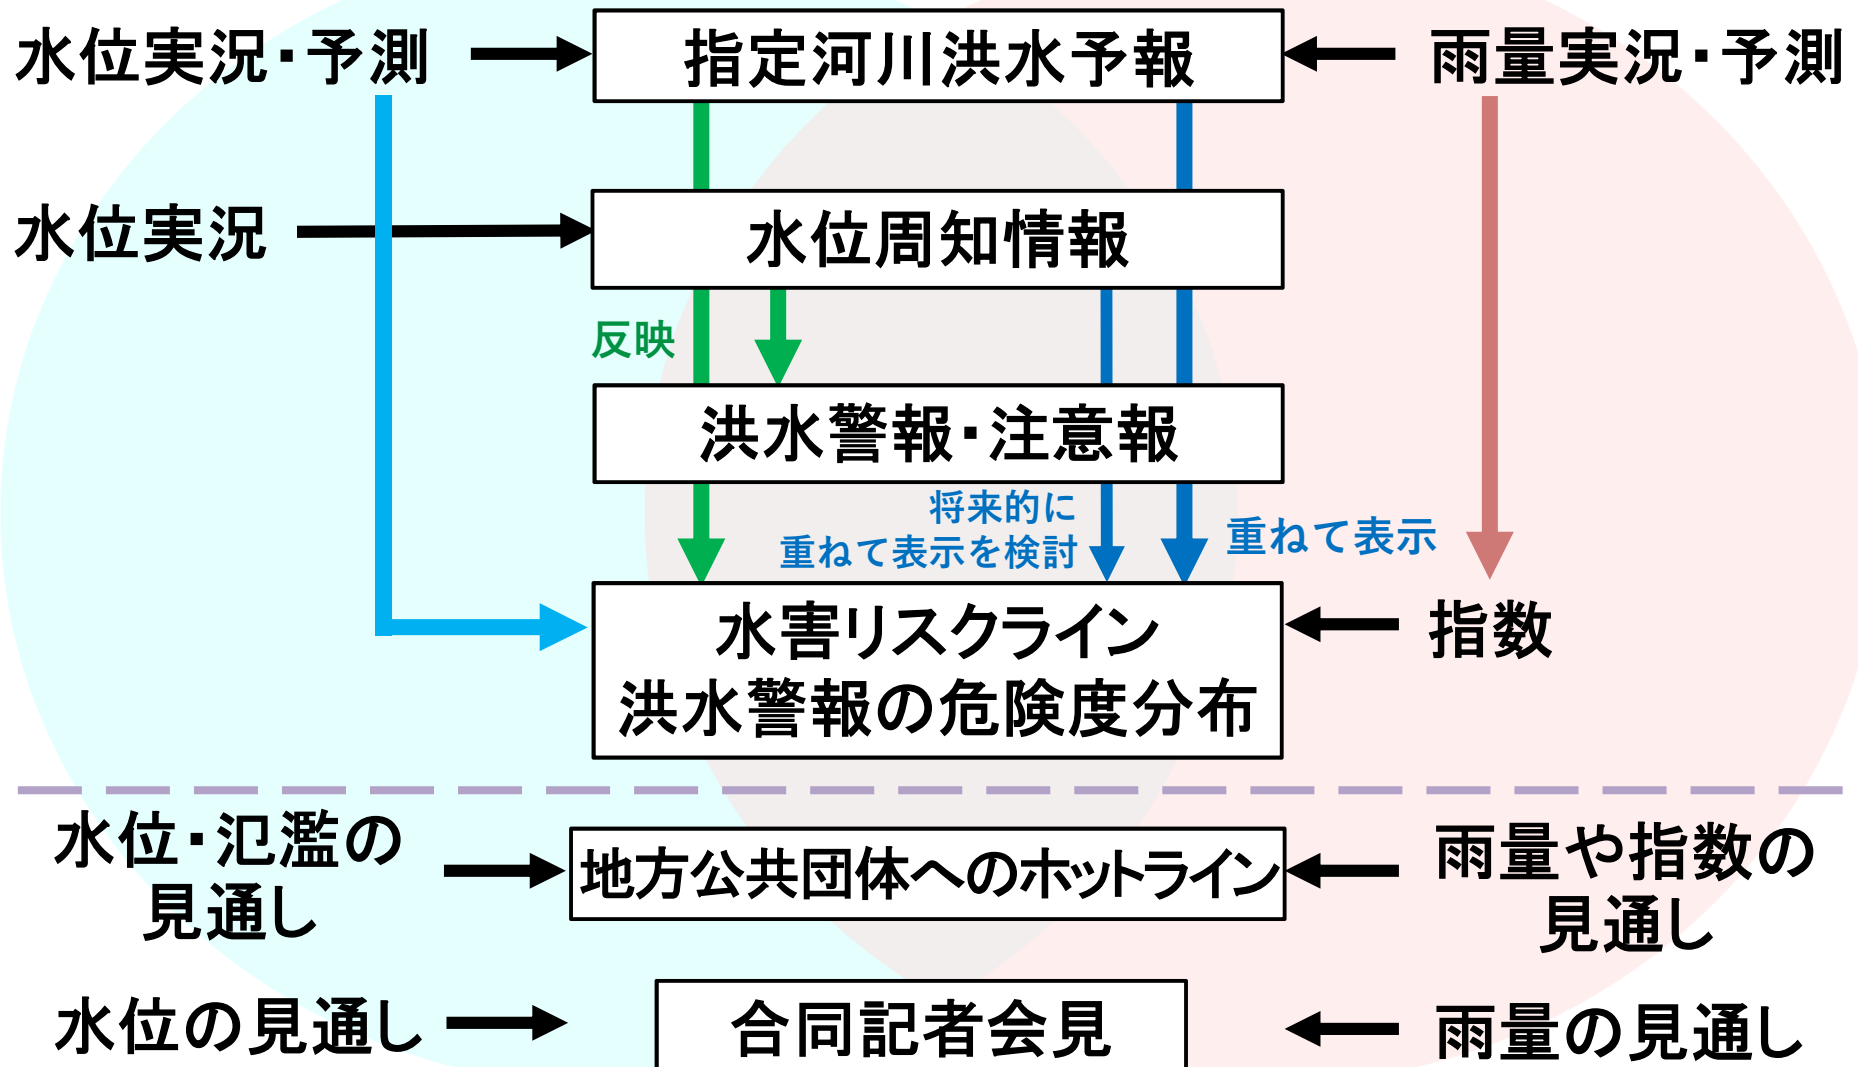 水位実況・予測
指定河川洪水予報
雨量実況・予測
水位実況
水位周知情報
反映
洪水警報・注意報
将来的に
重ねて表示を検討
重ねて表示
水害リスクライン
洪水警報の危険度分布
指数
水位・氾濫の
見通し
地方公共団体へのホットライン
雨量や指数の
見通し
水位の見通し
合同記者会見
雨量の見通し